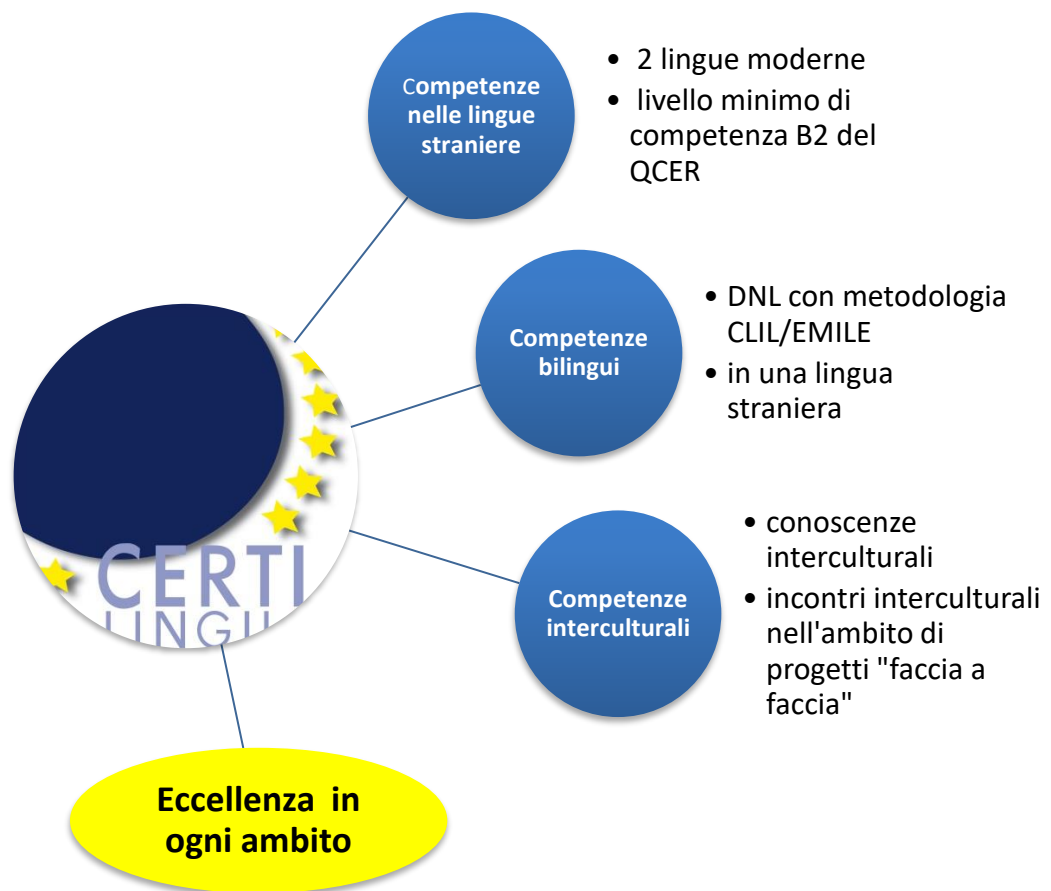 Competenze
nelle lingue
straniere
• 2 lingue moderne
• livello minimo di
competenza B2 del
QCER
Competenze
bilingui
• DNL con metodologia
CLIL/EMILE
• in una lingua
straniera
CERTI
LINGU
Competenze
interculturali
• conoscenze
interculturali
• incontri interculturali
nell'ambito di
progetti "faccia a
faccia"
Eccellenza in
ogni ambito